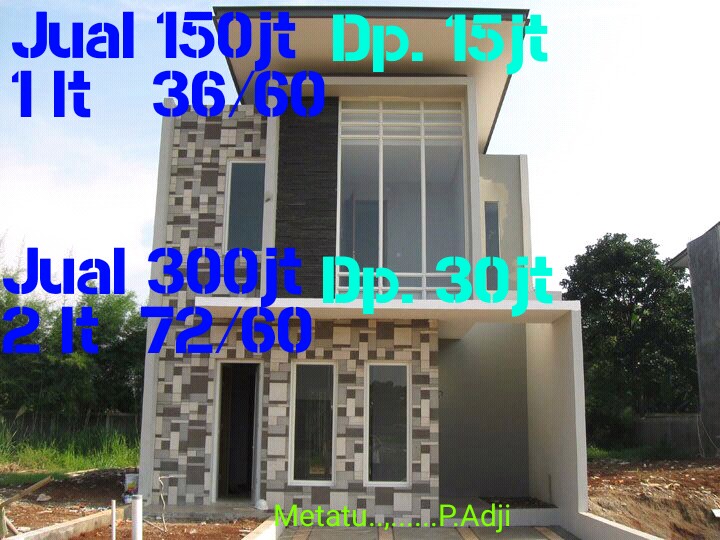 Jual 150jt Dp. 15jt
1 lt 36/60
Jual 300jt Dp. 30jt
2 lt 72/60
Metatu..,......P.Adji